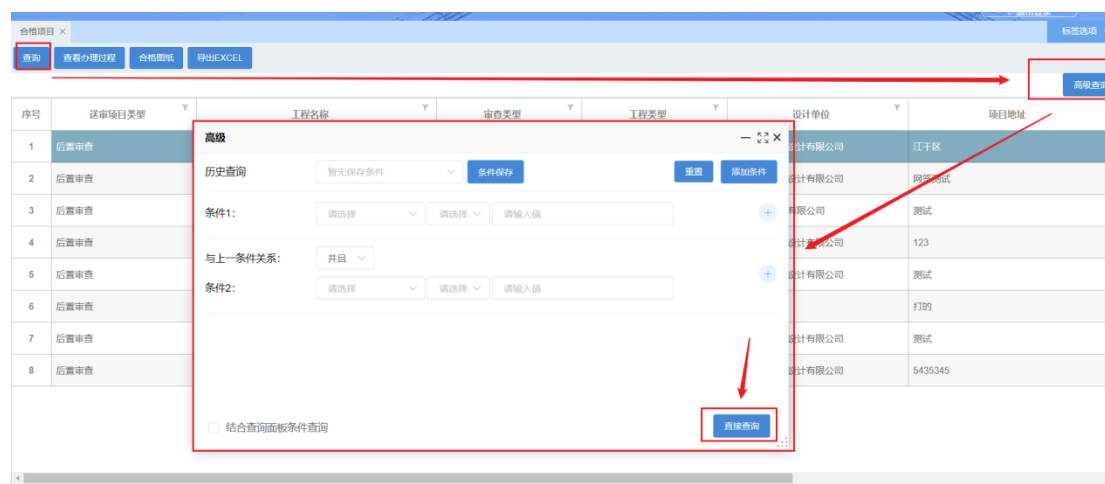 合格项目 ×
标签选项
查询 查看办理过程 合格图纸 导出EXCEL
高级查询
序号 送审项目类型 工程名称 审查类型 工程类型 设计单位 项目地址
1 后置审查 设计有限公司 江干区
2 后置审查 设计有限公司 网签测试
3 后置审查 有限公司 测试
4 后置审查 设计有限公司 123
5 后置审查 设计有限公司 测试
6 后置审查 打的
7 后置审查 设计有限公司 测试
8 后置审查 设计有限公司 5435345
高级
历史查询 暂无保存条件 条件保存 重置 添加条件
条件1: 请选择 请选择 请输入值
与上一条件关系: 并且
条件2: 请选择 请选择 请输入值
结合查询面板条件查询 直接查询